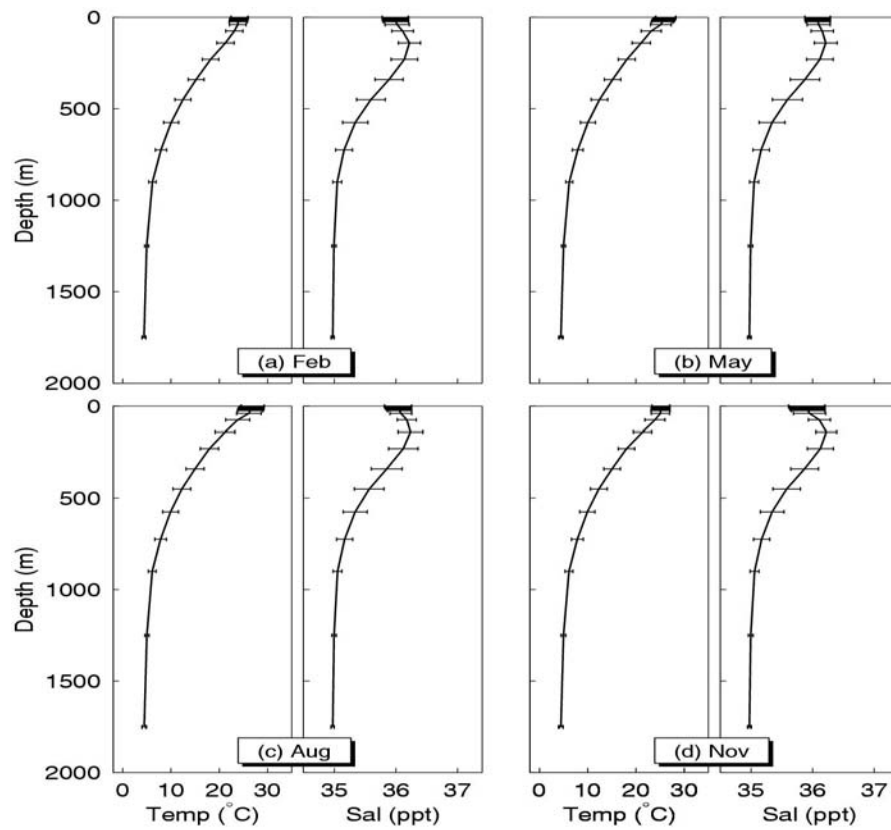 0
500
1000
1500
2000
Depth (m)
(a) Feb
(b) May
0
500
1000
1500
2000
Depth (m)
(c) Aug
(d) Nov
0 10 20 30 35 36 37 0 10 20 30 35 36 37
Temp (°C) Sal (ppt) Temp (°C) Sal (ppt)